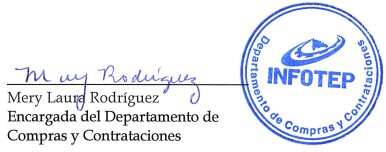 Mery Rodríguez
Mery Laura Rodríguez
Encargada del Departamento de
Compras y Contrataciones
INFOTEP
Departamento de Compras y Contrataciones